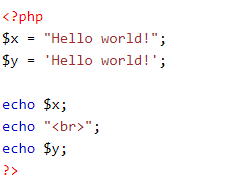 <?php
$x = "Hello world!";
$y = 'Hello world!';
echo $x;
echo "<br>";
echo $y;
?>